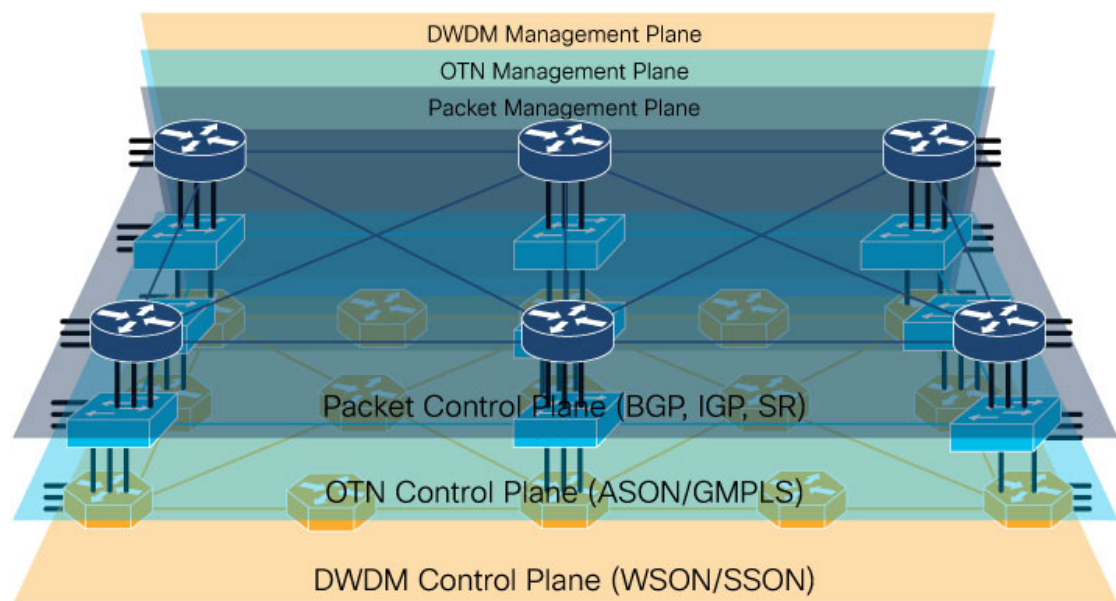 DWDM Management Plane
OTN Management Plane
Packet Management Plane
Packet Control Plane (BGP, IGP, SR)
OTN Control Plane (ASON/GMPLS)
DWDM Control Plane (WSON/SSON)